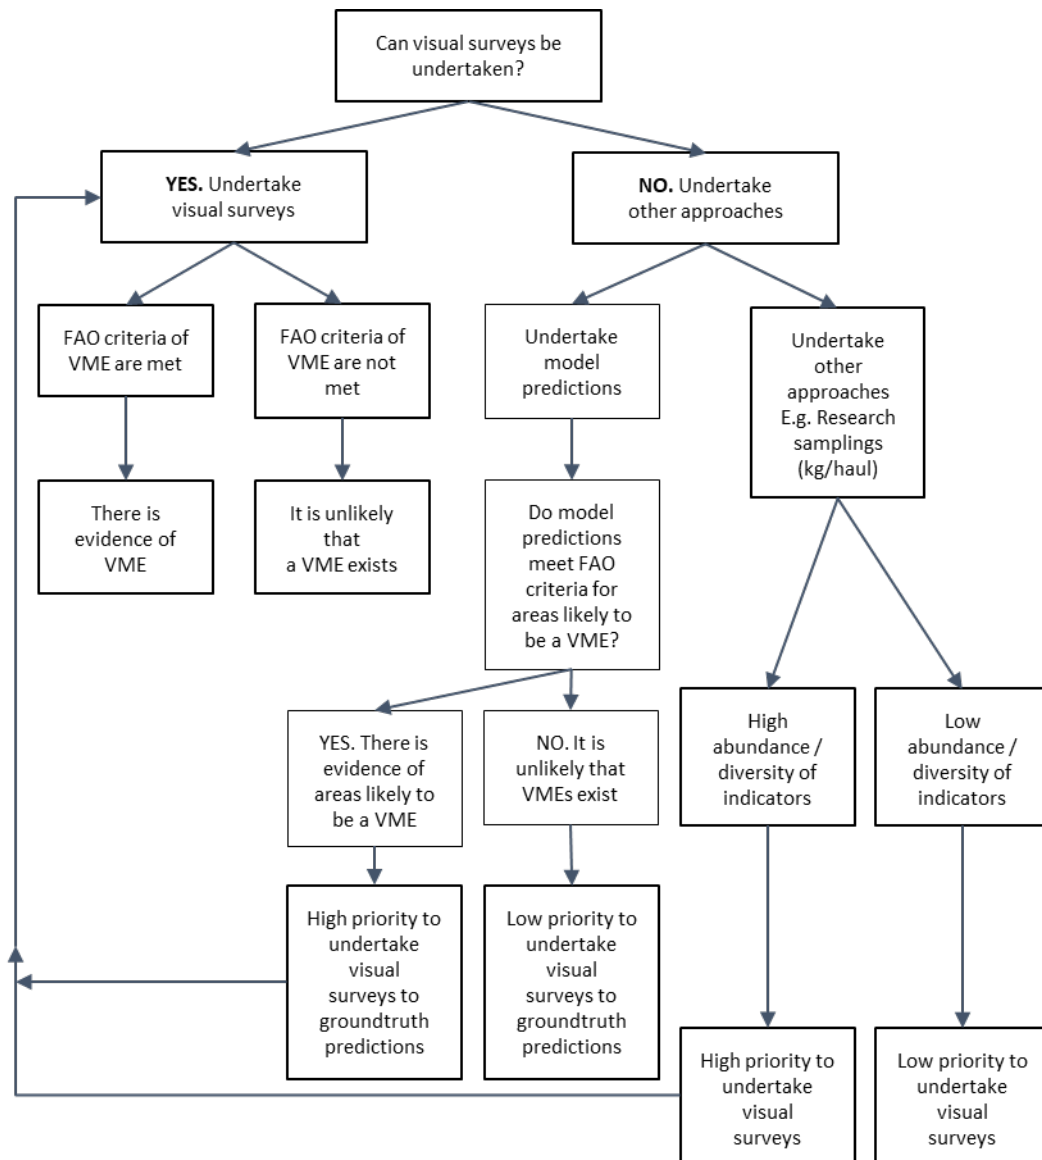 Can visual surveys be
undertaken?
YES. Undertake
visual surveys
NO. Undertake
other approaches
FAO criteria of
VME are met
FAO criteria of
VME are not
met
Undertake
model
predictions
Undertake
other
approaches
E.g. Research
samplings
(kg/haul)
There is
evidence of
VME
It is unlikely
that
a VME exists
Do model
predictions
meet FAO
criteria for
areas likely to
be a VME?
YES. There is
evidence of
areas likely to
be a VME
NO. It is
unlikely that
VMEs exist
High
abundance /
diversity of
indicators
Low
abundance /
diversity of
indicators
High priority to
undertake
visual
surveys to
groundtruth
predictions
Low priority to
undertake
visual
surveys to
groundtruth
predictions
High priority to
undertake
visual
surveys
Low priority to
undertake
visual
surveys